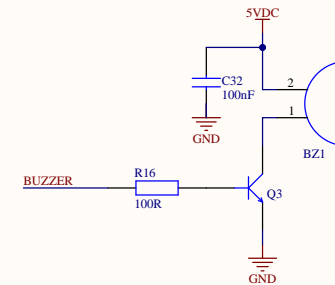 5VDC
C32
100nF
2
1
GND
BZ1
BUZZER
R16
100R
Q3
GND